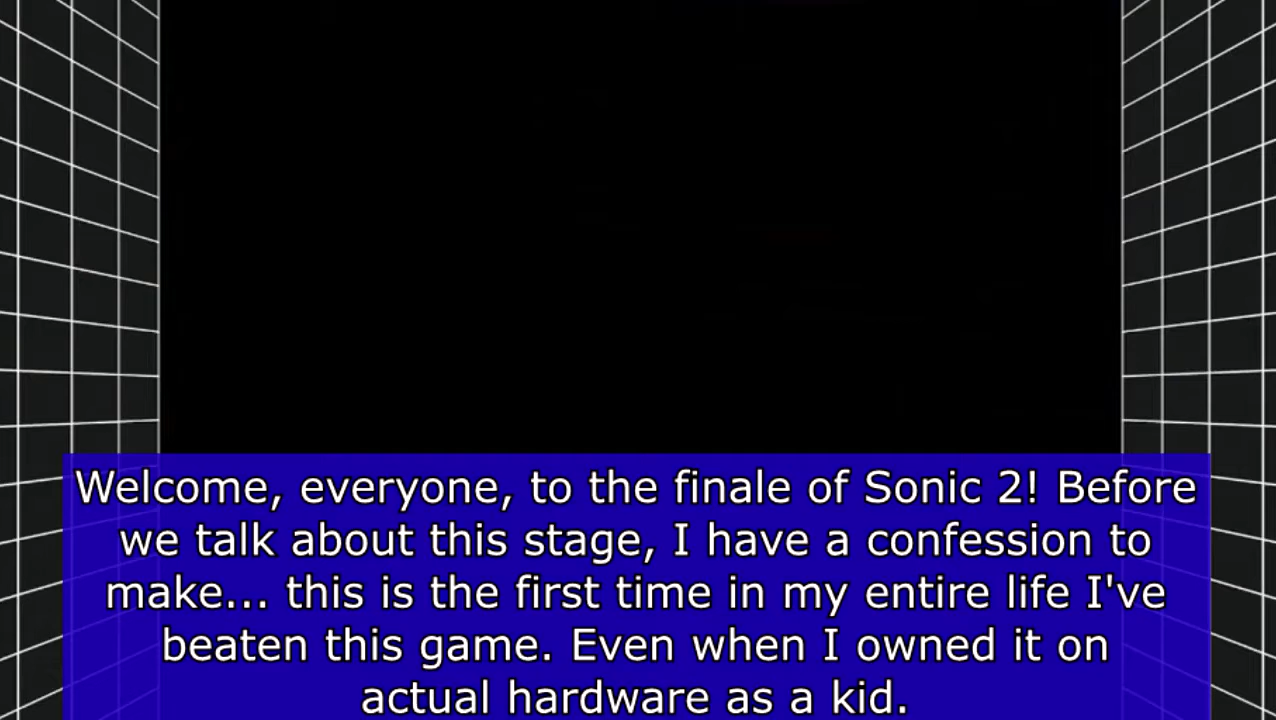 Welcome, everyone, to the finale of Sonic 2! Before
we talk about this stage, I have a confession to
make... this is the first time in my entire life I've
beaten this game. Even when I owned it on
actual hardware as a kid.